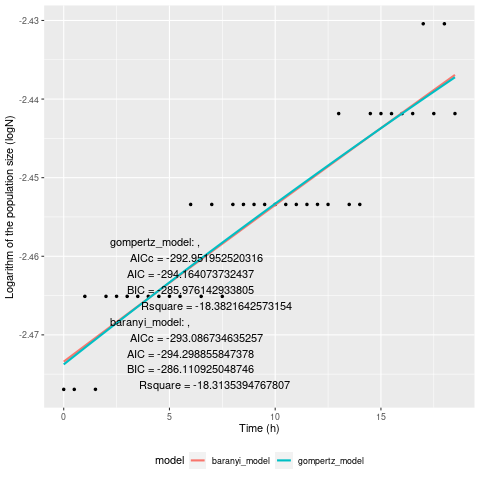 -2.43
-2.44
-2.45
-2.46
-2.47
Logarithm of the population size (logN)
gompertz_model: ,
AICc = -292.951952520316
AIC = -294.164073732437
BIC = -285.976142933805
Rsquare = -18.3821642573154
baranyi_model: ,
AICc = -293.086734635257
AIC = -294.298855847378
BIC = -286.110925048746
Rsquare = -18.3135394767807
0 5 10 15
Time (h)
model baranyi_model gompertz_model